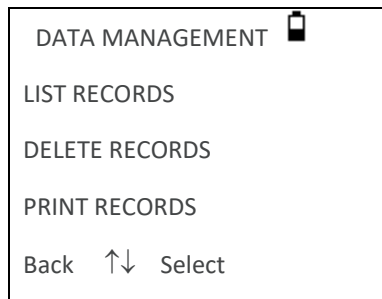 DATA MANAGEMENT
LIST RECORDS
DELETE RECORDS
PRINT RECORDS
Back ↑↓ Select